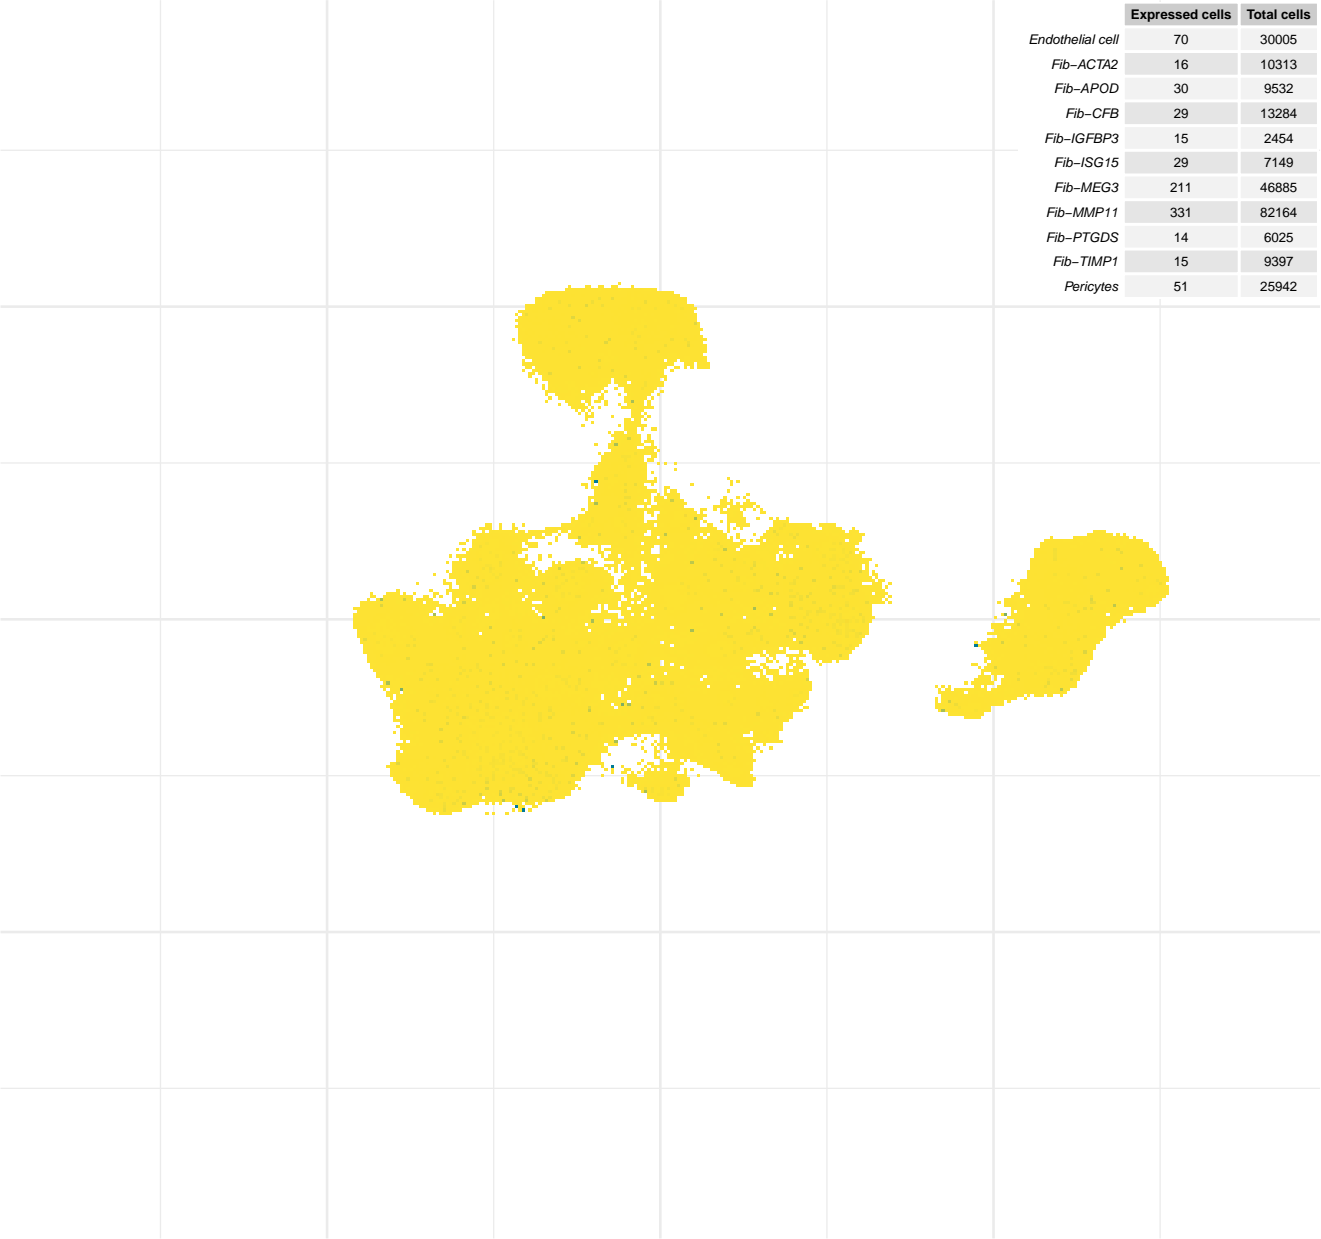 Expressed cells Total cells
Endothelial cell 70 30005
Fib−ACTA2 16 10313
Fib−APOD 30 9532
Fib−CFB 29 13284
Fib−IGFBP3 15 2454
Fib−ISG15 29 7149
Fib−MEG3 211 46885
Fib−MMP11 331 82164
Fib−PTGDS 14 6025
Fib−TIMP1 15 9397
Pericytes 51 25942